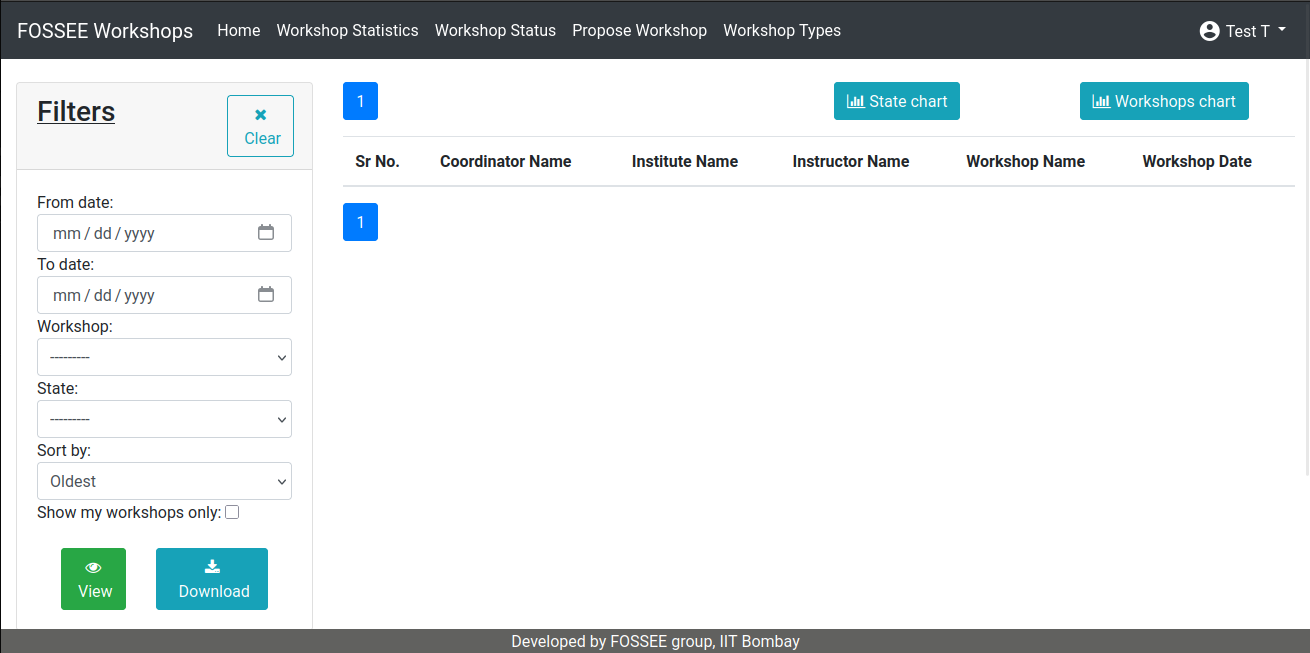 FOSSEE Workshops Home Workshop Statistics Workshop Status Propose Workshop Workshop Types Test T
Filters
Clear
From date:
mm / dd / yyyy
To date:
mm / dd / yyyy
Workshop:
---------
State:
---------
Sort by:
Oldest
Show my workshops only:
View Download
1 State chart Workshops chart
Sr No. Coordinator Name Institute Name Instructor Name Workshop Name Workshop Date
1
Developed by FOSSEE group, IIT Bombay